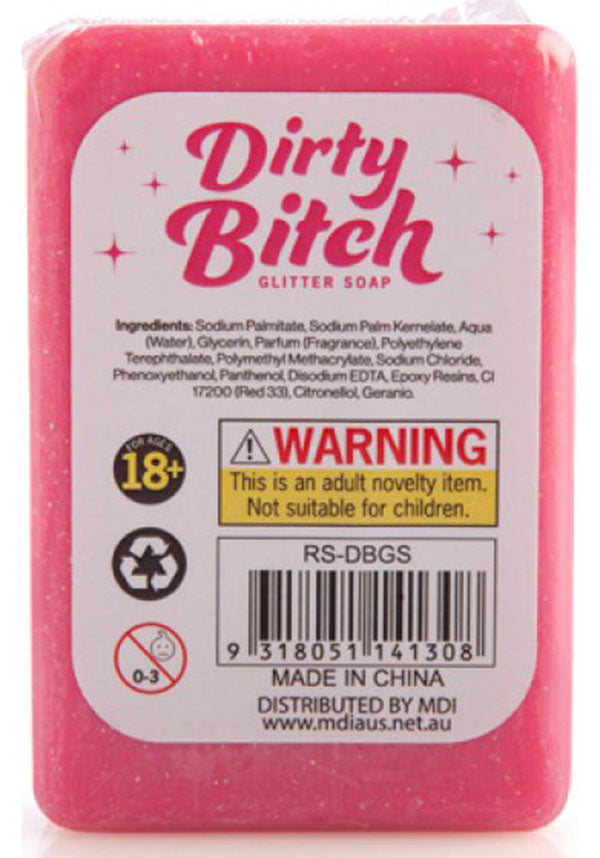 Dirty
Bitch
GLITTER SOAP
Ingredients: Sodium Palmitate, Sodium Palm Kernelate, Aqua
(Water), Glycerin, Parfum (Fragrance), Polyethylene
Terephthalate, Polymethyl Methacrylate, Sodium Chloride,
Phenoxyethanol, Panthenol, Disodium EDTA, Epoxy Resins, CI
17200 (Red 33), Citronellol, Geranio.
FOR AGES
18+
WARNING
This is an adult novelty item.
Not suitable for children.
RS-DBGS
9 318051 141308
0-3
MADE IN CHINA
DISTRIBUTED BY MDI
www.mdiaus.net.au